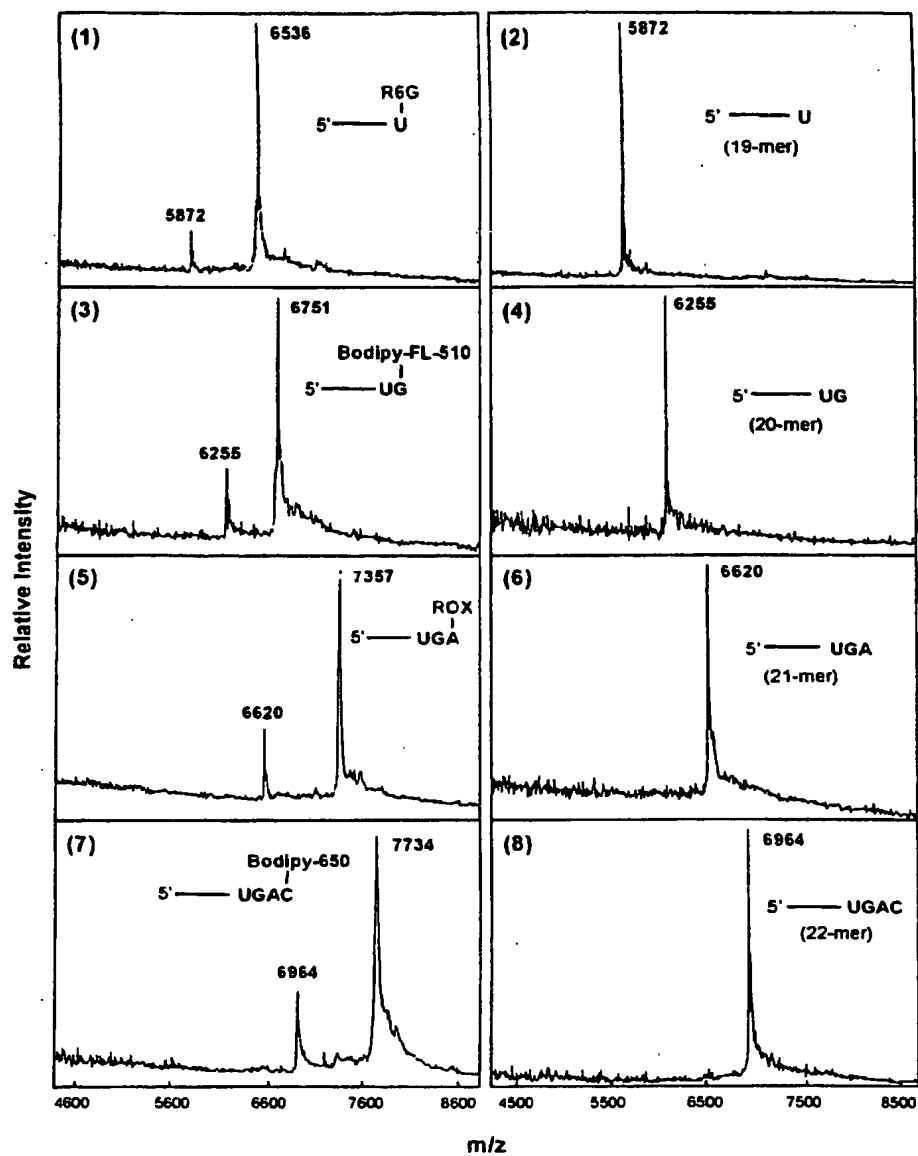 (1)
6536
R6G
5' U
5872
(2)
5872
5' U
(19-mer)
(3)
6751
Bodipy-FL-510
5' UG
6255
(4)
6255
5' UG
(20-mer)
(5)
7357
ROX
5' UGA
6620
(6)
6620
5' UGA
(21-mer)
(7)
7734
Bodipy-650
5' UGAC
6964
(8)
6964
5' UGAC
(22-mer)
Relative Intensity
4600 5600 6600 7600 8600
4500 5500 6500 7500 8500
m/z